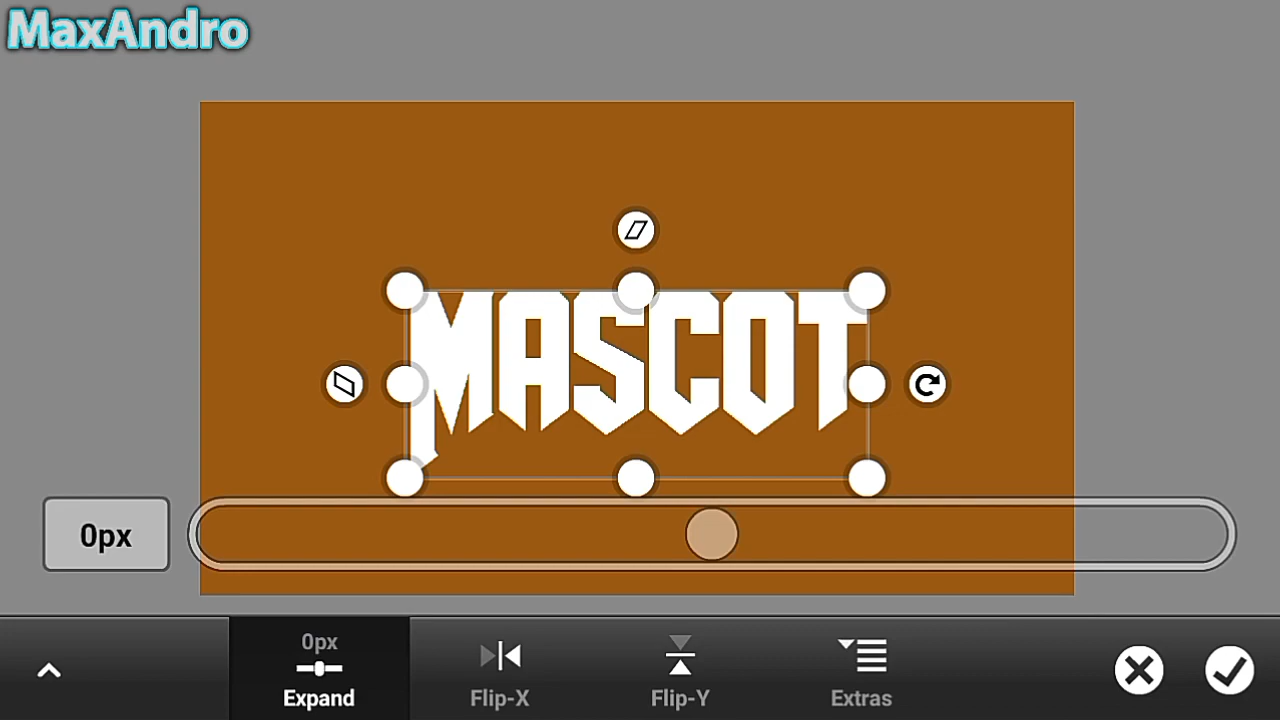 MaxAndro
MASCOT
0px
0px
Expand
Flip-X
Flip-Y
Extras